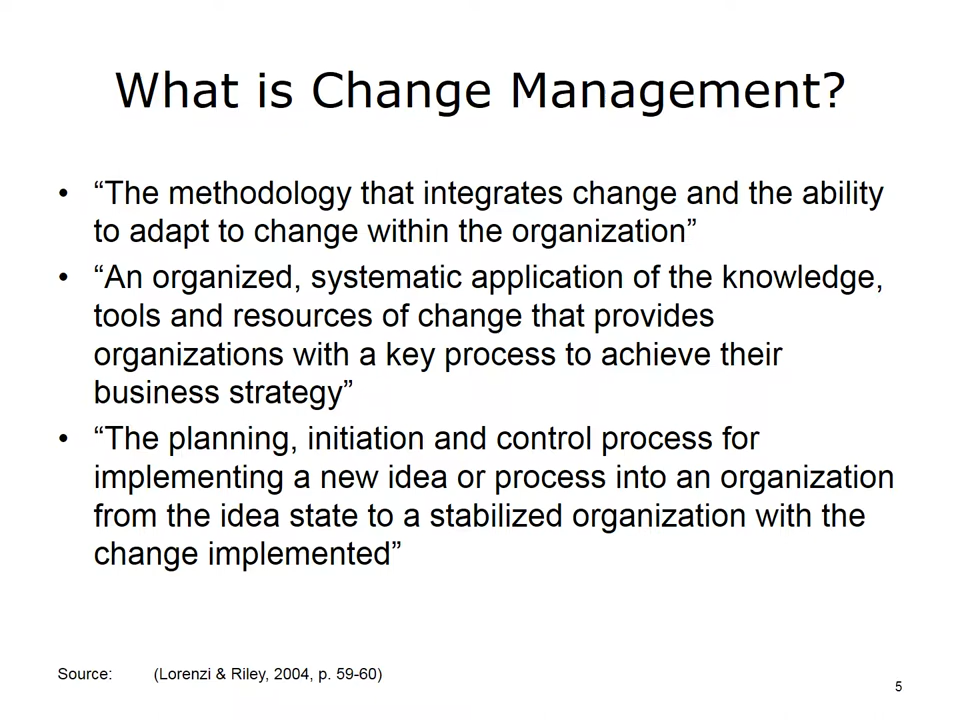 What is Change Management?
• “The methodology that integrates change and the ability
to adapt to change within the organization”
• “An organized, systematic application of the knowledge,
tools and resources of change that provides
organizations with a key process to achieve their
business strategy”
• “The planning, initiation and control process for
implementing a new idea or process into an organization
from the idea state to a stabilized organization with the
change implemented”
Source: (Lorenzi & Riley, 2004, p. 59-60)
5